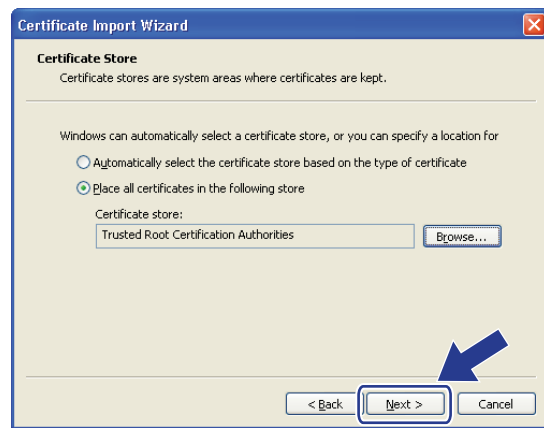 Certificate Import Wizard
Certificate Store
Certificate stores are system areas where certificates are kept.
Windows can automatically select a certificate store, or you can specify a location for
Automatically select the certificate store based on the type of certificate
Place all certificates in the following store
Certificate store:
Trusted Root Certification Authorities
Browse...
< Back Next > Cancel